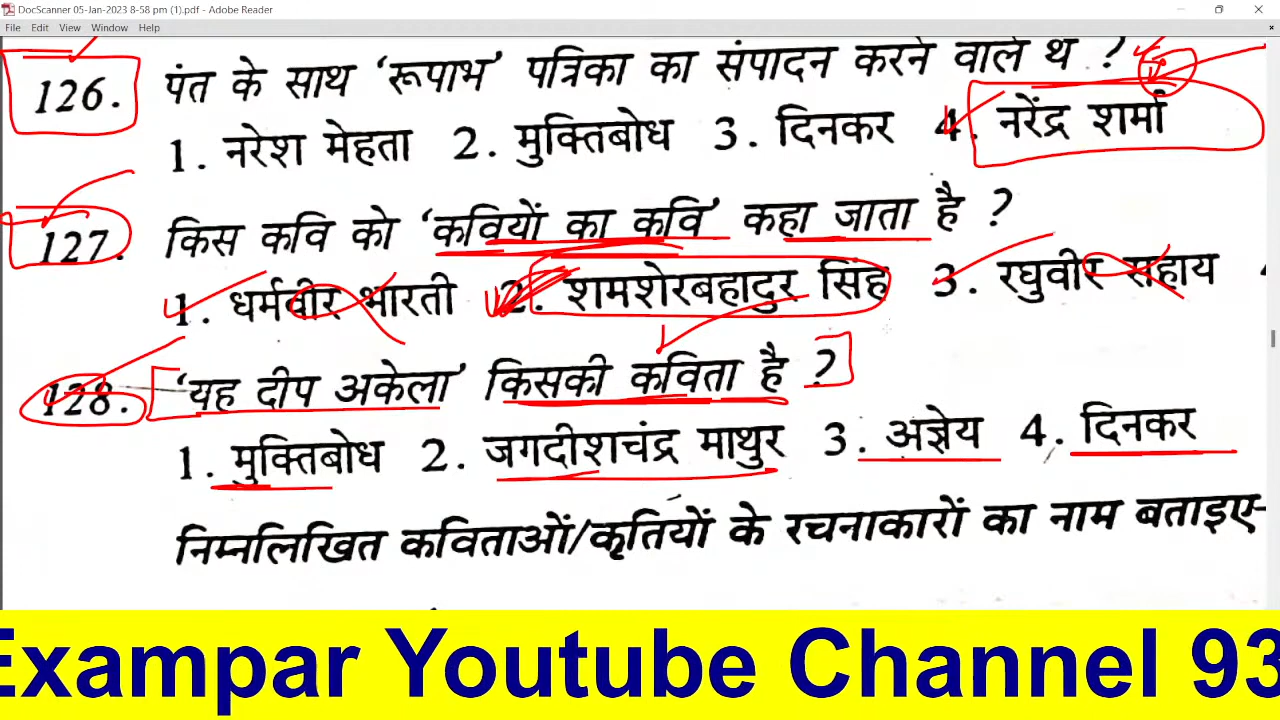 DocScanner 05-Jan-2023 8-58 pm (1).pdf - Adobe Reader
File Edit View Window Help
126. पंत के साथ ‘रूपाभ’ पत्रिका का संपादन करने वाले थे ?
1. नरेश मेहता 2. मुक्तिबोध 3. दिनकर 4. नरेंद्र शर्मा
127. किस कवि को ‘कवियों का कवि’ कहा जाता है ?
1. धर्मवीर भारती 2. शमशेरबहादुर सिंह 3. रघुवीर सहाय
128. ‘यह दीप अकेला’ किसकी कविता है ?
1. मुक्तिबोध 2. जगदीशचंद्र माथुर 3. अज्ञेय 4. दिनकर
निम्नलिखित कविताओं/कृतियों के रचनाकारों का नाम बताइए-
Exampar Youtube Channel 93